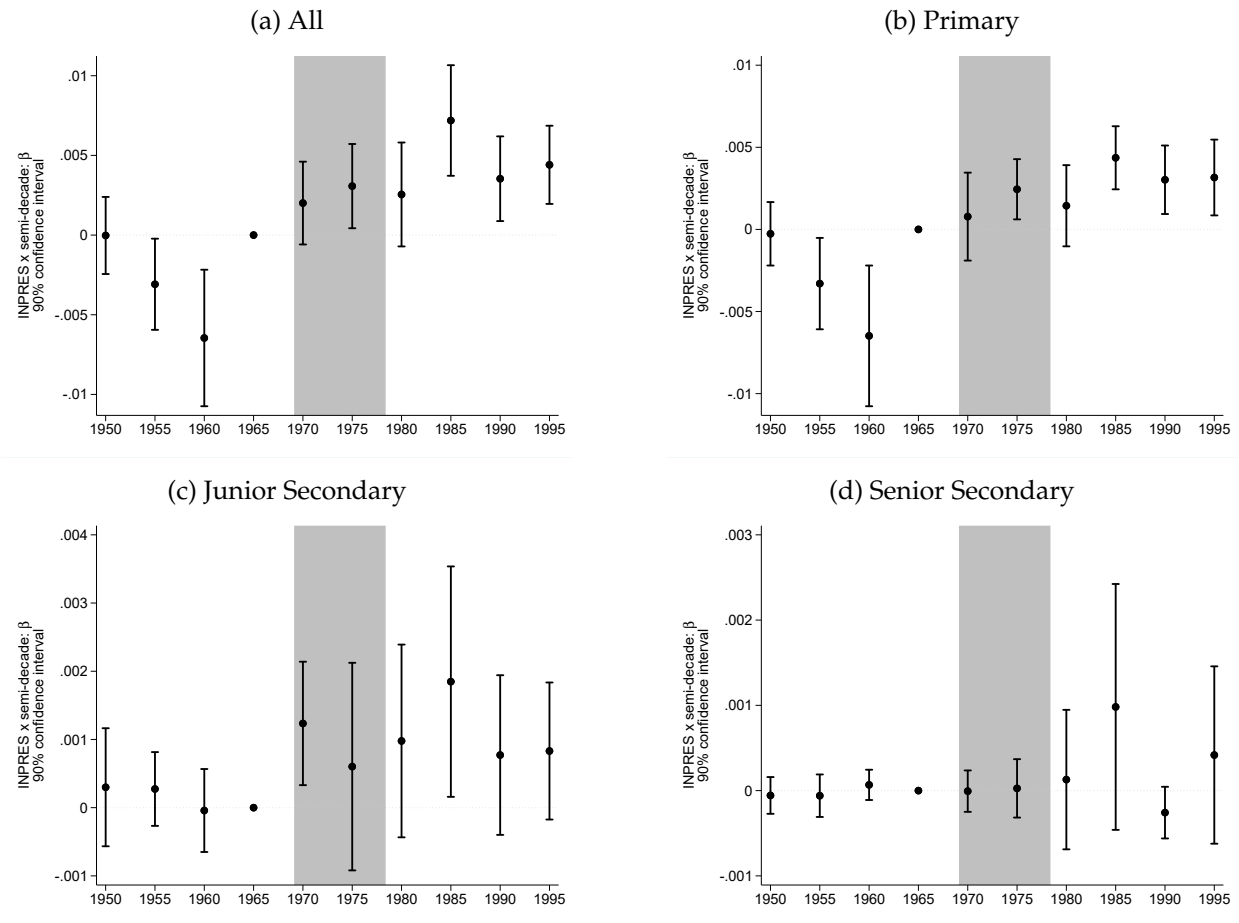 (a) All
.01
.005
0
-.005
-.01
INPRES x semi-decade: β
90% confidence interval
1950 1955 1960 1965 1970 1975 1980 1985 1990 1995
(b) Primary
.01
.005
0
-.005
-.01
INPRES x semi-decade: β
90% confidence interval
1950 1955 1960 1965 1970 1975 1980 1985 1990 1995
(c) Junior Secondary
.004
.003
.002
.001
0
-.001
INPRES x semi-decade: β
90% confidence interval
1950 1955 1960 1965 1970 1975 1980 1985 1990 1995
(d) Senior Secondary
.003
.002
.001
0
-.001
INPRES x semi-decade: β
90% confidence interval
1950 1955 1960 1965 1970 1975 1980 1985 1990 1995